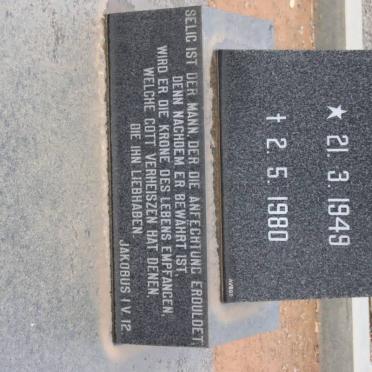 ★ 21. 3. 1949
† 2. 5. 1980
SELIG IST DER MANN, DER DIE ANFECHTUNG ERDULDET,
DENN NACHDEM ER BEWÄHRT IST,
WIRD ER DIE KRONE DES LEBENS EMPFANGEN,
WELCHE GOTT VERHEISZEN HAT DENEN,
DIE IHN LIEBHABEN.
JAKOBUS I V. 12.